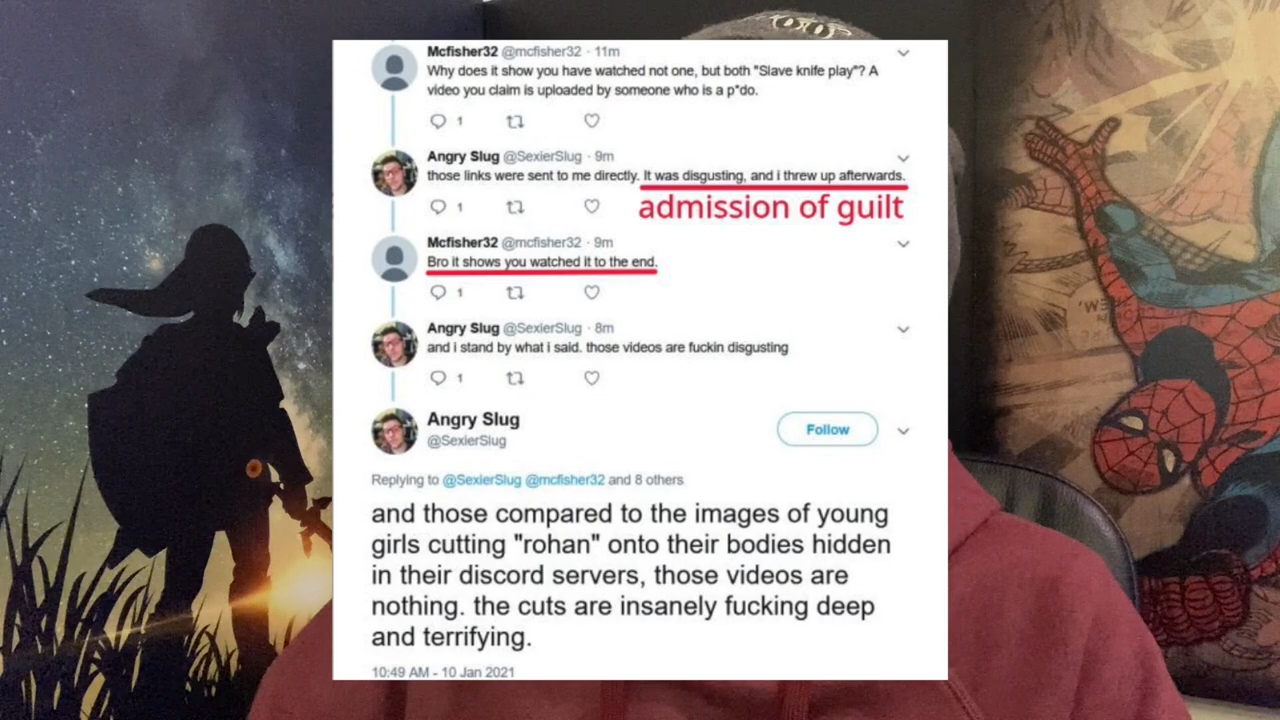 Mcfisher32 @mcfisher32 · 11m
Why does it show you have watched not one, but both "Slave knife play"? A
video you claim is uploaded by someone who is a p*do.
1
Angry Slug @SexierSlug · 9m
those links were sent to me directly. It was disgusting, and i threw up afterwards.
1
admission of guilt
Mcfisher32 @mcfisher32 · 9m
Bro it shows you watched it to the end.
1
Angry Slug @SexierSlug · 8m
and i stand by what i said. those videos are fuckin disgusting
1
Angry Slug
@SexierSlug
Follow
Replying to @SexierSlug @mcfisher32 and 8 others
and those compared to the images of young
girls cutting "rohan" onto their bodies hidden
in their discord servers, those videos are
nothing. the cuts are insanely fucking deep
and terrifying.
10:49 AM - 10 Jan 2021